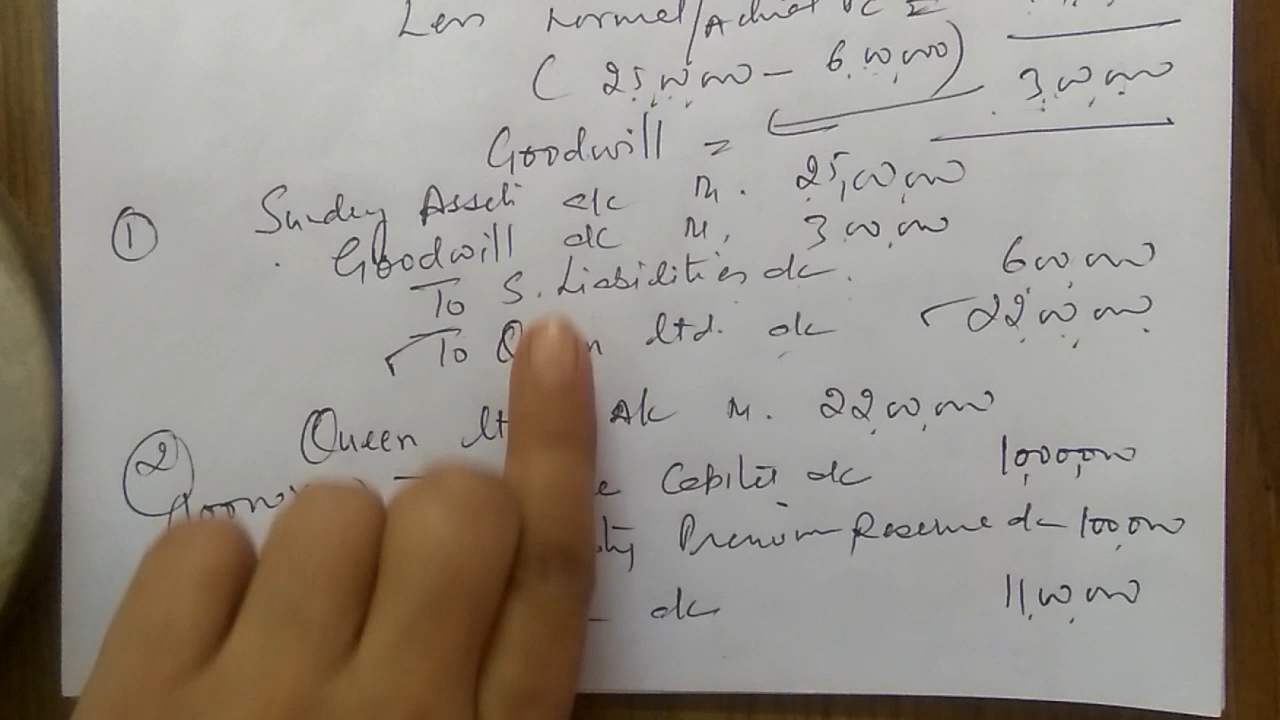 Less Normal/Actual
( 25,00,000 - 6,00,000) 3,00,000
Goodwill =
① Sundry Assets a/c Dr. 25,00,000
Goodwill a/c Dr. 3,00,000
To S. Liabilities a/c. 6,00,000
To Ltd. a/c 22,00,000
② Queen Lt A/c Dr. 22,00,000
Capital a/c 10,00,000
Premium Reserve a/c 100,000
a/c 11,00,000